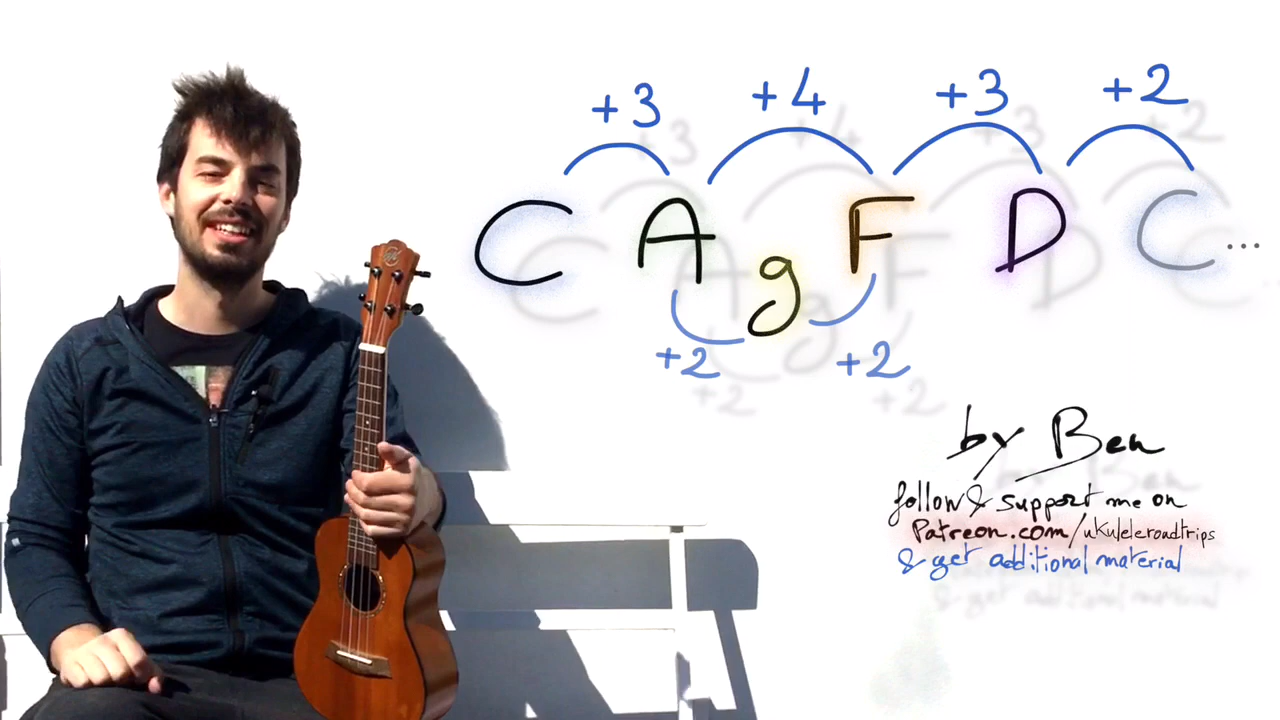 +3 +4 +3 +2
C A g F D C ...
+2 +2
by Ben
follow & support me on
Patreon.com/ukuleleroadtrips
& get additional material